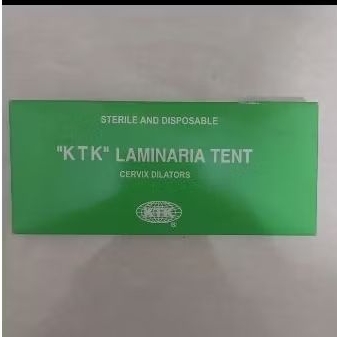 STERILE AND DISPOSABLE
"KTK" LAMINARIA TENT
CERVIX DILATORS
KTK
®